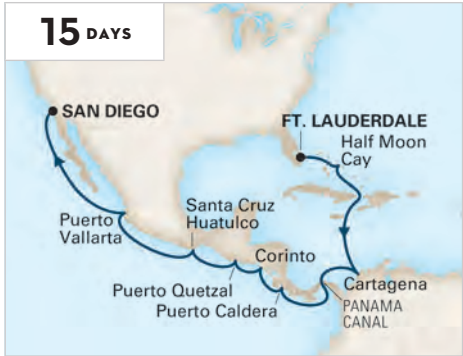 15 DAYS
SAN DIEGO
FT. LAUDERDALE
Half Moon
Cay
Puerto
Vallarta
Santa Cruz
Huatulco
Corinto
Puerto Quetzal
Puerto Caldera
Cartagena
PANAMA
CANAL